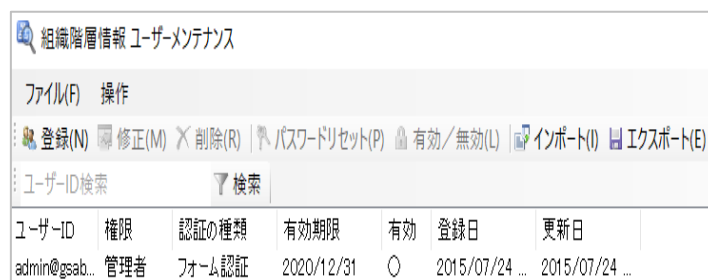 組織階層情報 ユーザーメンテナンス
ファイル(F) 操作
登録(N) 修正(M) 削除(R) パスワードリセット(P) 有効/無効(L) インポート(I) エクスポート(E)
ユーザーID検索 検索
ユーザーID 権限 認証の種類 有効期限 有効 登録日 更新日
admin@gsab... 管理者 フォーム認証 2020/12/31 ○ 2015/07/24 ... 2015/07/24 ...